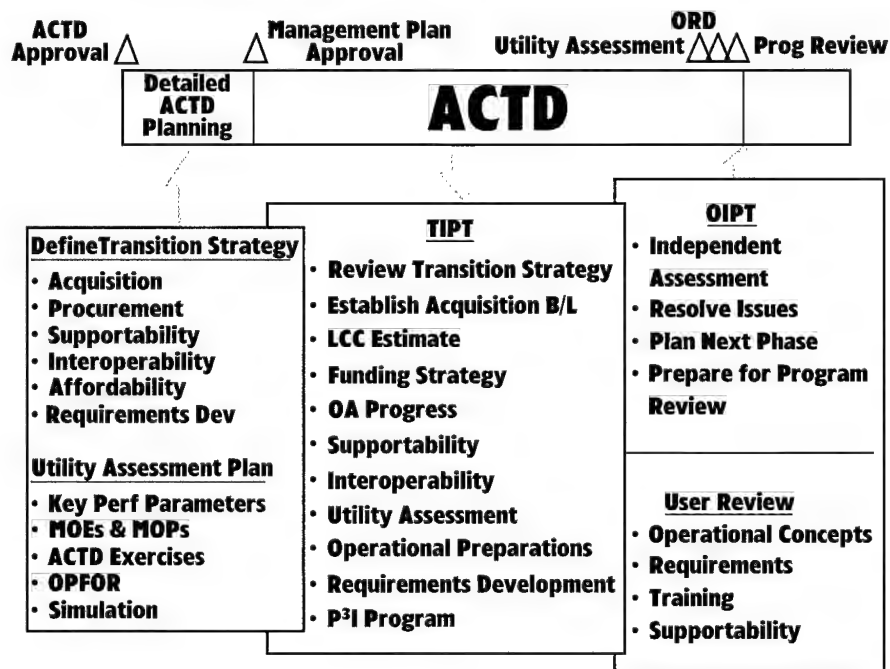 ACTD
Approval
Management Plan
Approval
ORD
Utility Assessment
Prog Review
Detailed
ACTD
Planning
ACTD
DefineTransition Strategy
• Acquisition
• Procurement
• Supportability
• Interoperability
• Affordability
• Requirements Dev
Utility Assessment Plan
• Key Perf Parameters
• MOEs & MOPs
• ACTD Exercises
• OPFOR
• Simulation
TIPT
• Review Transition Strategy
• Establish Acquisition B/L
• LCC Estimate
• Funding Strategy
• OA Progress
• Supportability
• Interoperability
• Utility Assessment
• Operational Preparations
• Requirements Development
• P³I Program
OIPT
• Independent
Assessment
• Resolve Issues
• Plan Next Phase
• Prepare for Program
Review
User Review
• Operational Concepts
• Requirements
• Training
• Supportability